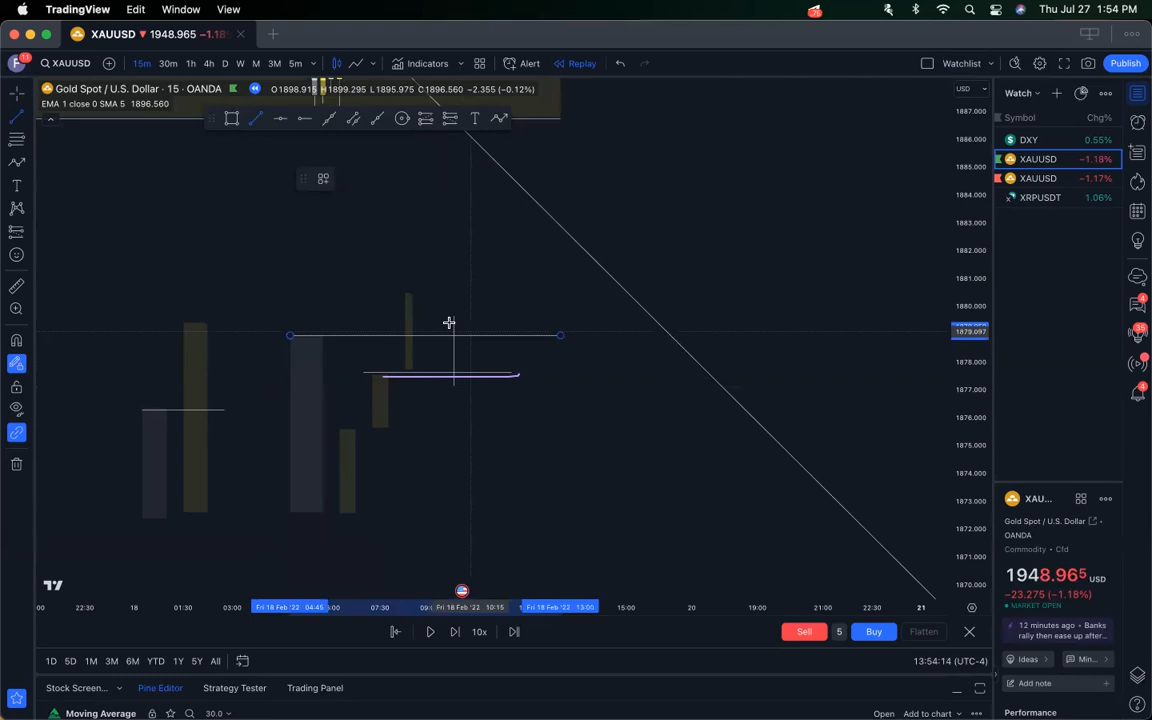 TradingView Edit Window View
Thu Jul 27 1:54 PM
XAUUSD ▼ 1948.965 −1.18
F 11
XAUUSD 15m 30m 1h 4h D W M 3M 5m Indicators Alert Replay Watchlist Publish
Gold Spot / U.S. Dollar · 15 · OANDA O1898.915 H1899.295 L1895.975 C1896.560 −2.355 (−0.12%)
EMA 1 close 0 SMA 5 1896.560
USD
Watch
Symbol Chg%
DXY 0.55%
XAUUSD −1.18%
XAUUSD −1.17%
XRPUSDT 1.06%
1887.000
1886.000
1885.000
1884.000
1883.000
1882.000
1881.000
1880.000
1879.097
1878.000
1877.000
1876.000
1875.000
1874.000
1873.000
1872.000
1871.000
1870.000
4
35
XAU...
Gold Spot / U.S. Dollar
OANDA
Commodity • Cfd
1948.965 USD
−23.275 (−1.18%)
MARKET OPEN
12 minutes ago • Banks rally then ease up after...
Ideas Min...
Add note
Performance
:00 22:30 18 01:30 03:00 Fri 18 Feb '22 04:45 07:30 Fri 18 Feb '22 10:15 Fri 18 Feb '22 13:00 15:00 20 19:00 21:00 22:30 21
10x
Sell 5 Buy Flatten
1D 5D 1M 3M 6M YTD 1Y 5Y All
13:54:14 (UTC-4)
Stock Screen... Pine Editor Strategy Tester Trading Panel
Moving Average 30.0 Open Add to chart